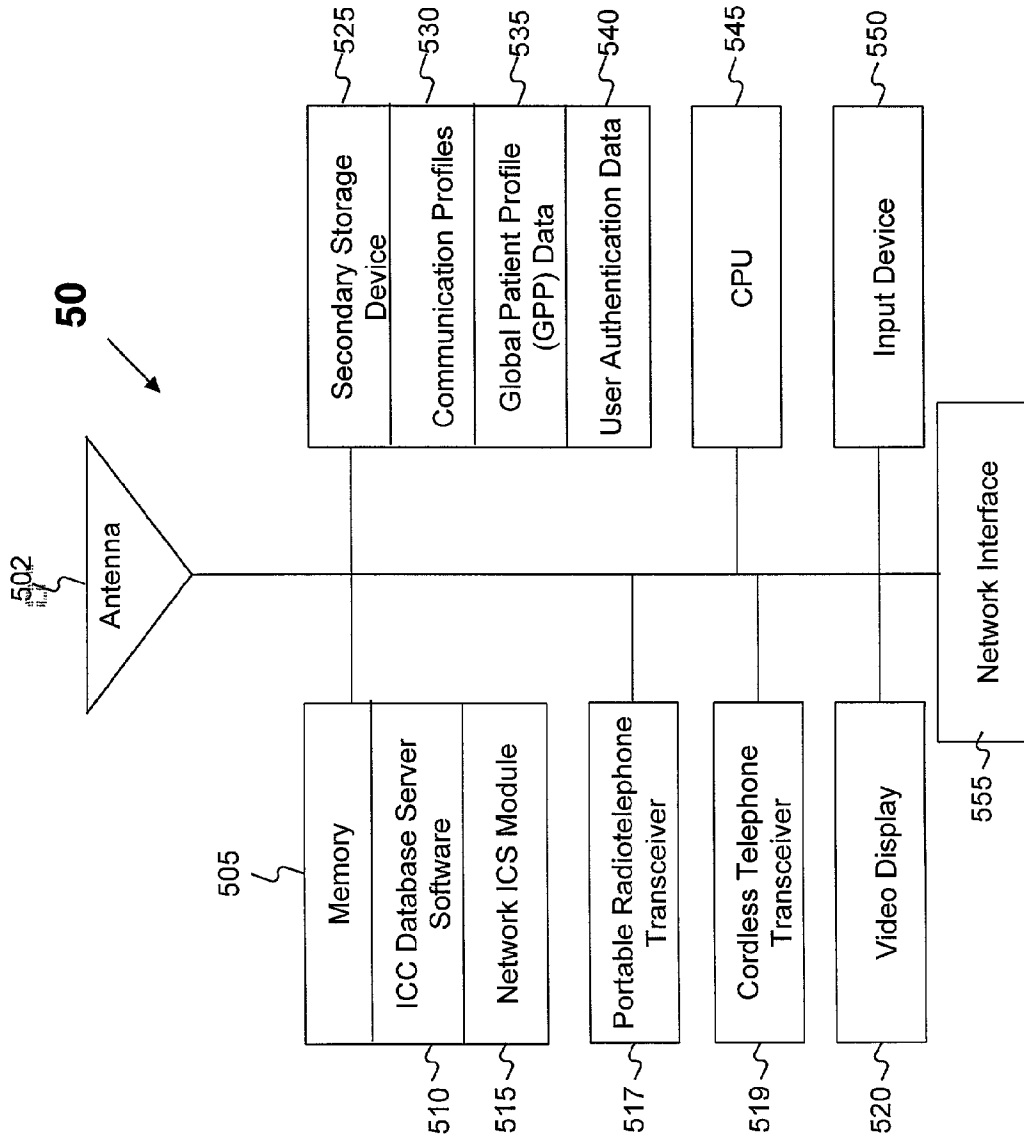 50
502
Antenna
505
Memory
ICC Database Server
Software
510
Network ICS Module
515
Portable Radiotelephone
Transceiver
517
Cordless Telephone
Transceiver
519
Video Display
520
Secondary Storage
Device
525
Communication Profiles
530
Global Patient Profile
(GPP) Data
535
User Authentication Data
540
CPU
545
Input Device
550
Network Interface
555